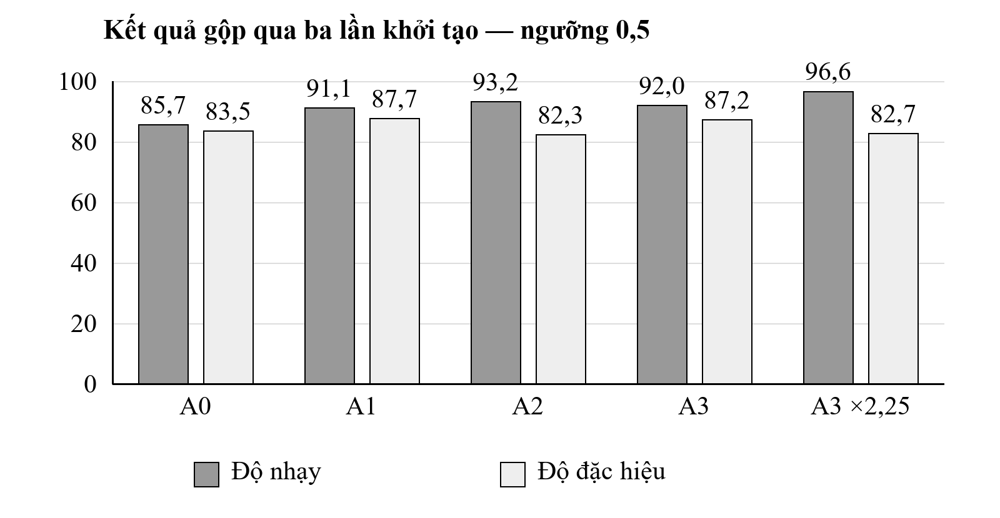 Kết quả gộp qua ba lần khởi tạo — ngưỡng 0,5
100
80
60
40
20
0
85,7
83,5
91,1
87,7
93,2
82,3
92,0
87,2
96,6
82,7
A0
A1
A2
A3
A3 ×2,25
Độ nhạy
Độ đặc hiệu